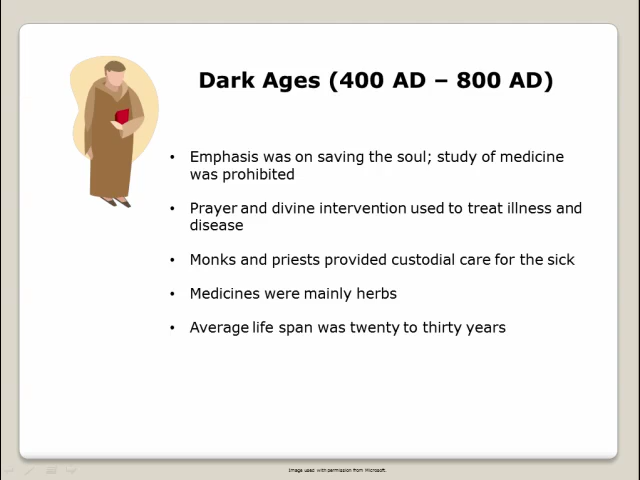 Dark Ages (400 AD – 800 AD)
• Emphasis was on saving the soul; study of medicine
was prohibited
• Prayer and divine intervention used to treat illness and
disease
• Monks and priests provided custodial care for the sick
• Medicines were mainly herbs
• Average life span was twenty to thirty years
Image used with permission from Microsoft.